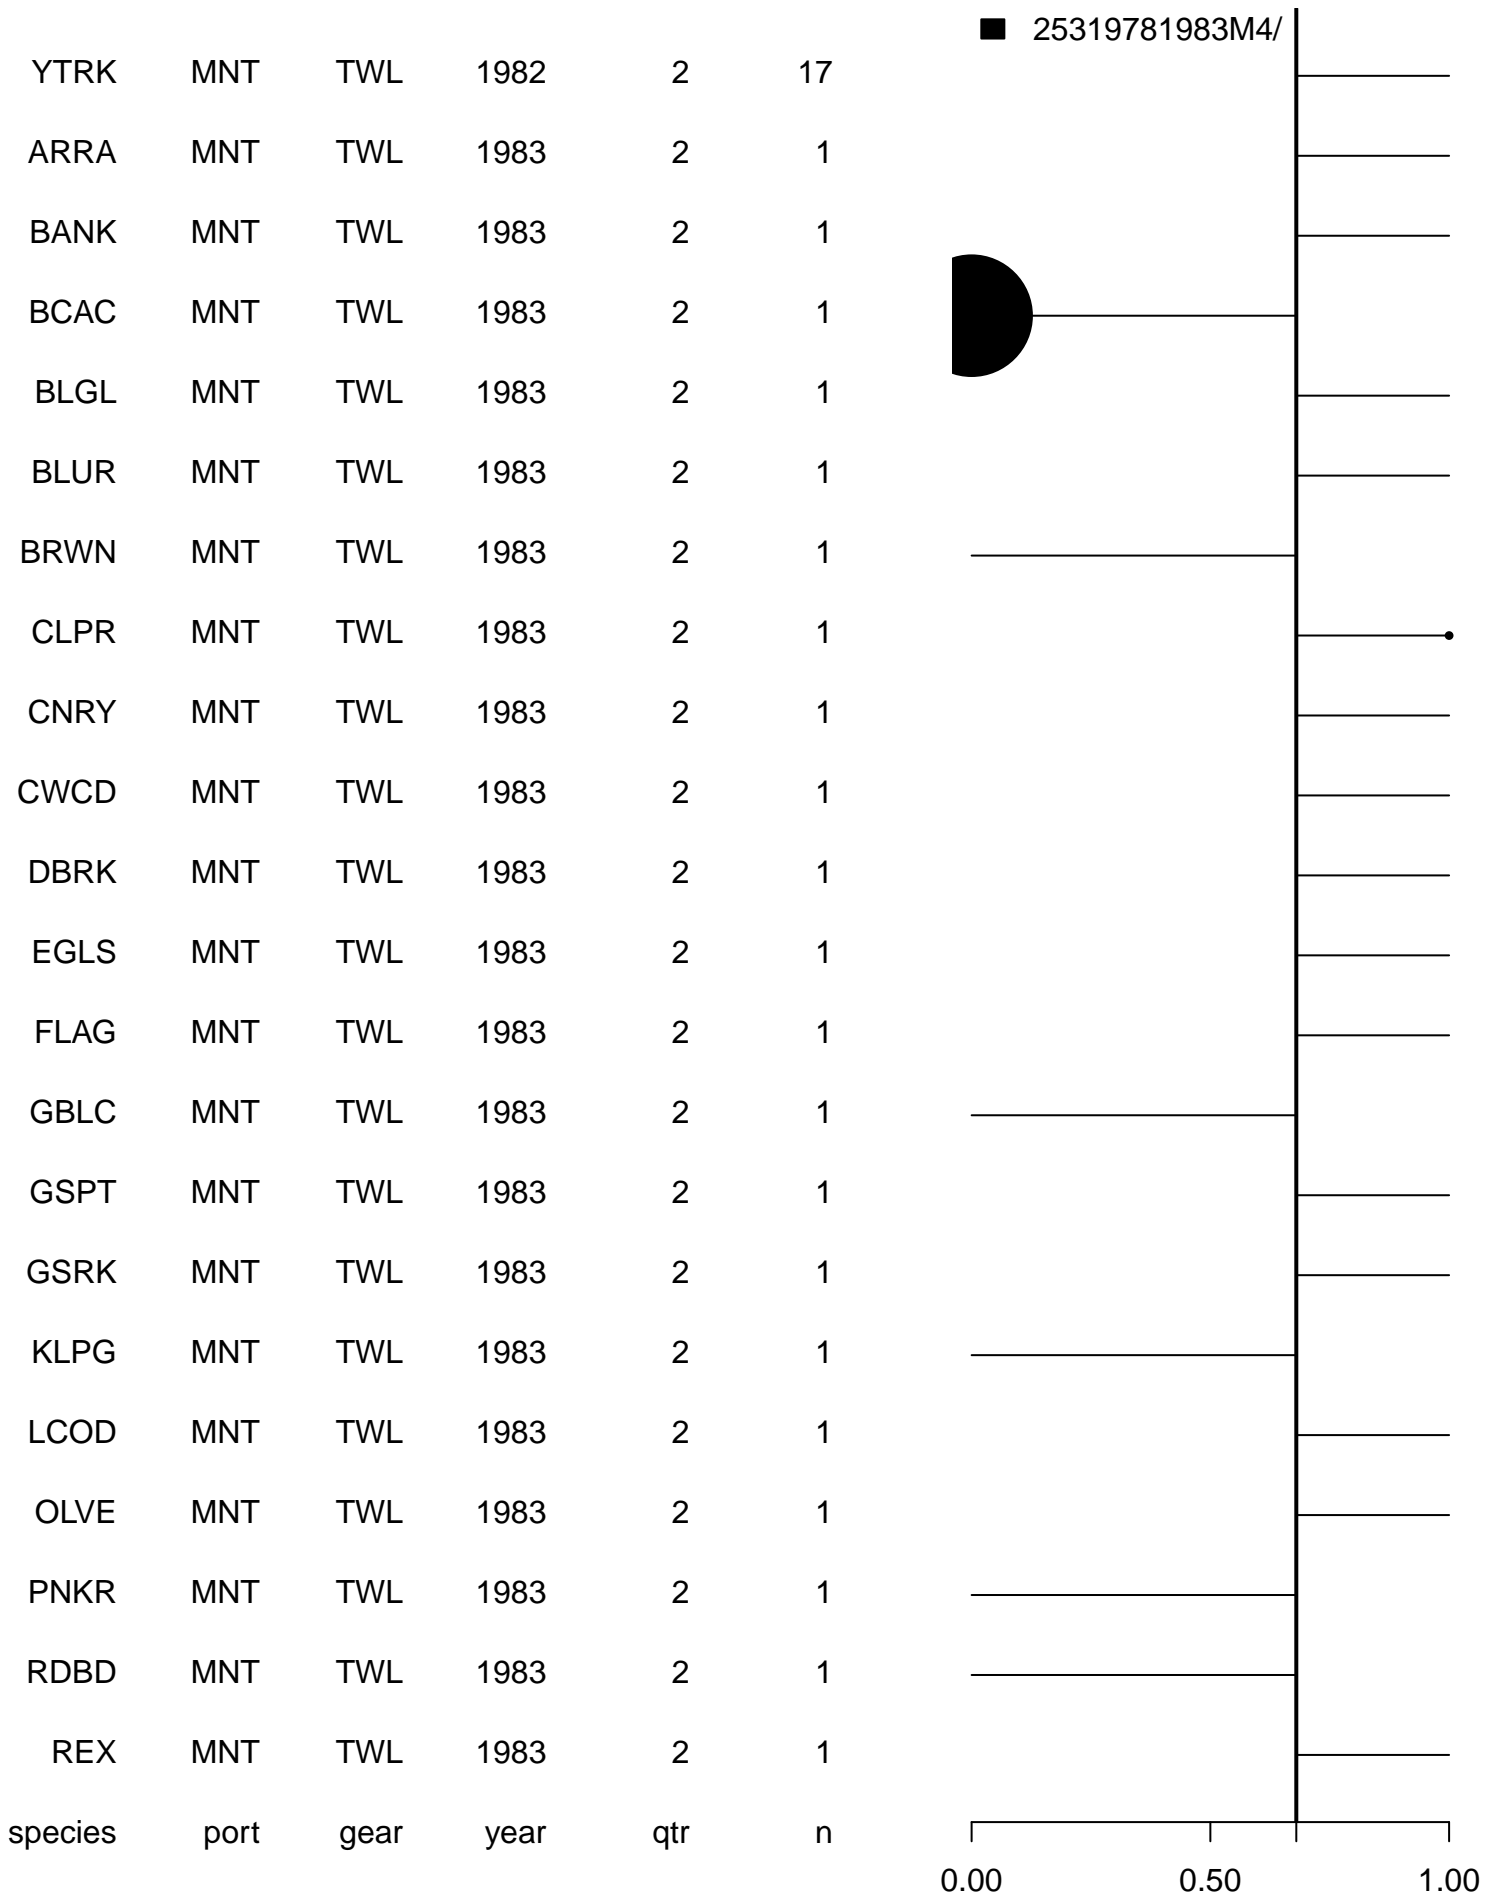 25319781983M4/
YTRK MNT TWL 1982 2 17
ARRA MNT TWL 1983 2 1
BANK MNT TWL 1983 2 1
BCAC MNT TWL 1983 2 1
BLGL MNT TWL 1983 2 1
BLUR MNT TWL 1983 2 1
BRWN MNT TWL 1983 2 1
CLPR MNT TWL 1983 2 1
CNRY MNT TWL 1983 2 1
CWCD MNT TWL 1983 2 1
DBRK MNT TWL 1983 2 1
EGLS MNT TWL 1983 2 1
FLAG MNT TWL 1983 2 1
GBLC MNT TWL 1983 2 1
GSPT MNT TWL 1983 2 1
GSRK MNT TWL 1983 2 1
KLPG MNT TWL 1983 2 1
LCOD MNT TWL 1983 2 1
OLVE MNT TWL 1983 2 1
PNKR MNT TWL 1983 2 1
RDBD MNT TWL 1983 2 1
REX MNT TWL 1983 2 1
species port gear year qtr n
0.00 0.50 1.00